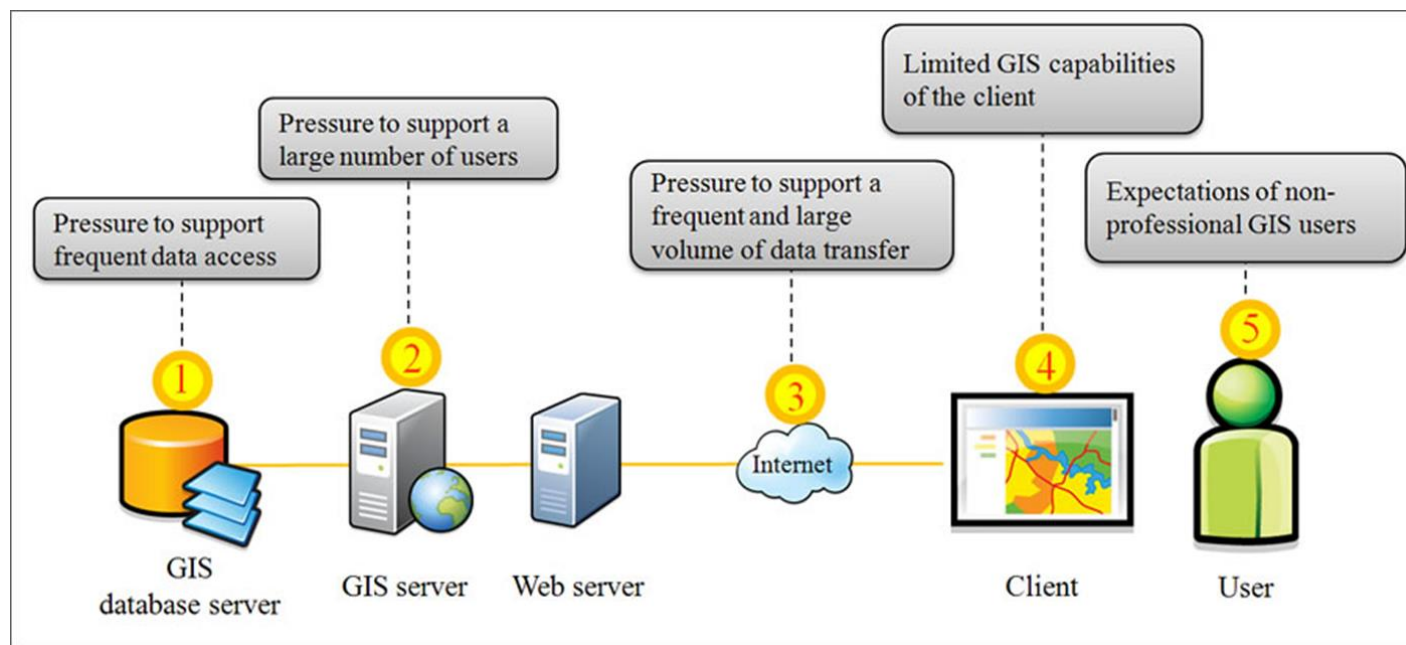 Limited GIS capabilities
of the client
Pressure to support a
large number of users
Pressure to support a
frequent and large
volume of data transfer
Expectations of non-
professional GIS users
Pressure to support
frequent data access
1
2
3
4
5
Internet
GIS
database server
GIS server
Web server
Client
User